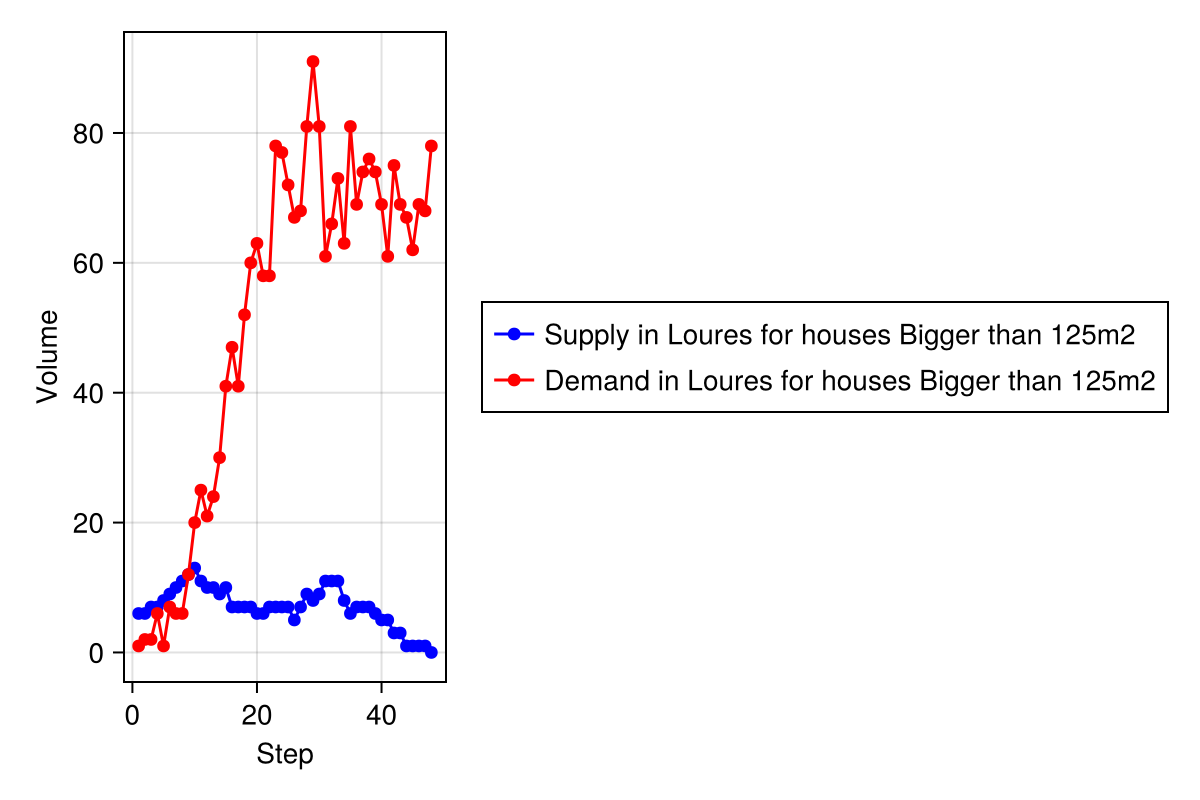 80
60
40
20
0
Volume
0 20 40
Step
Supply in Loures for houses Bigger than 125m2
Demand in Loures for houses Bigger than 125m2